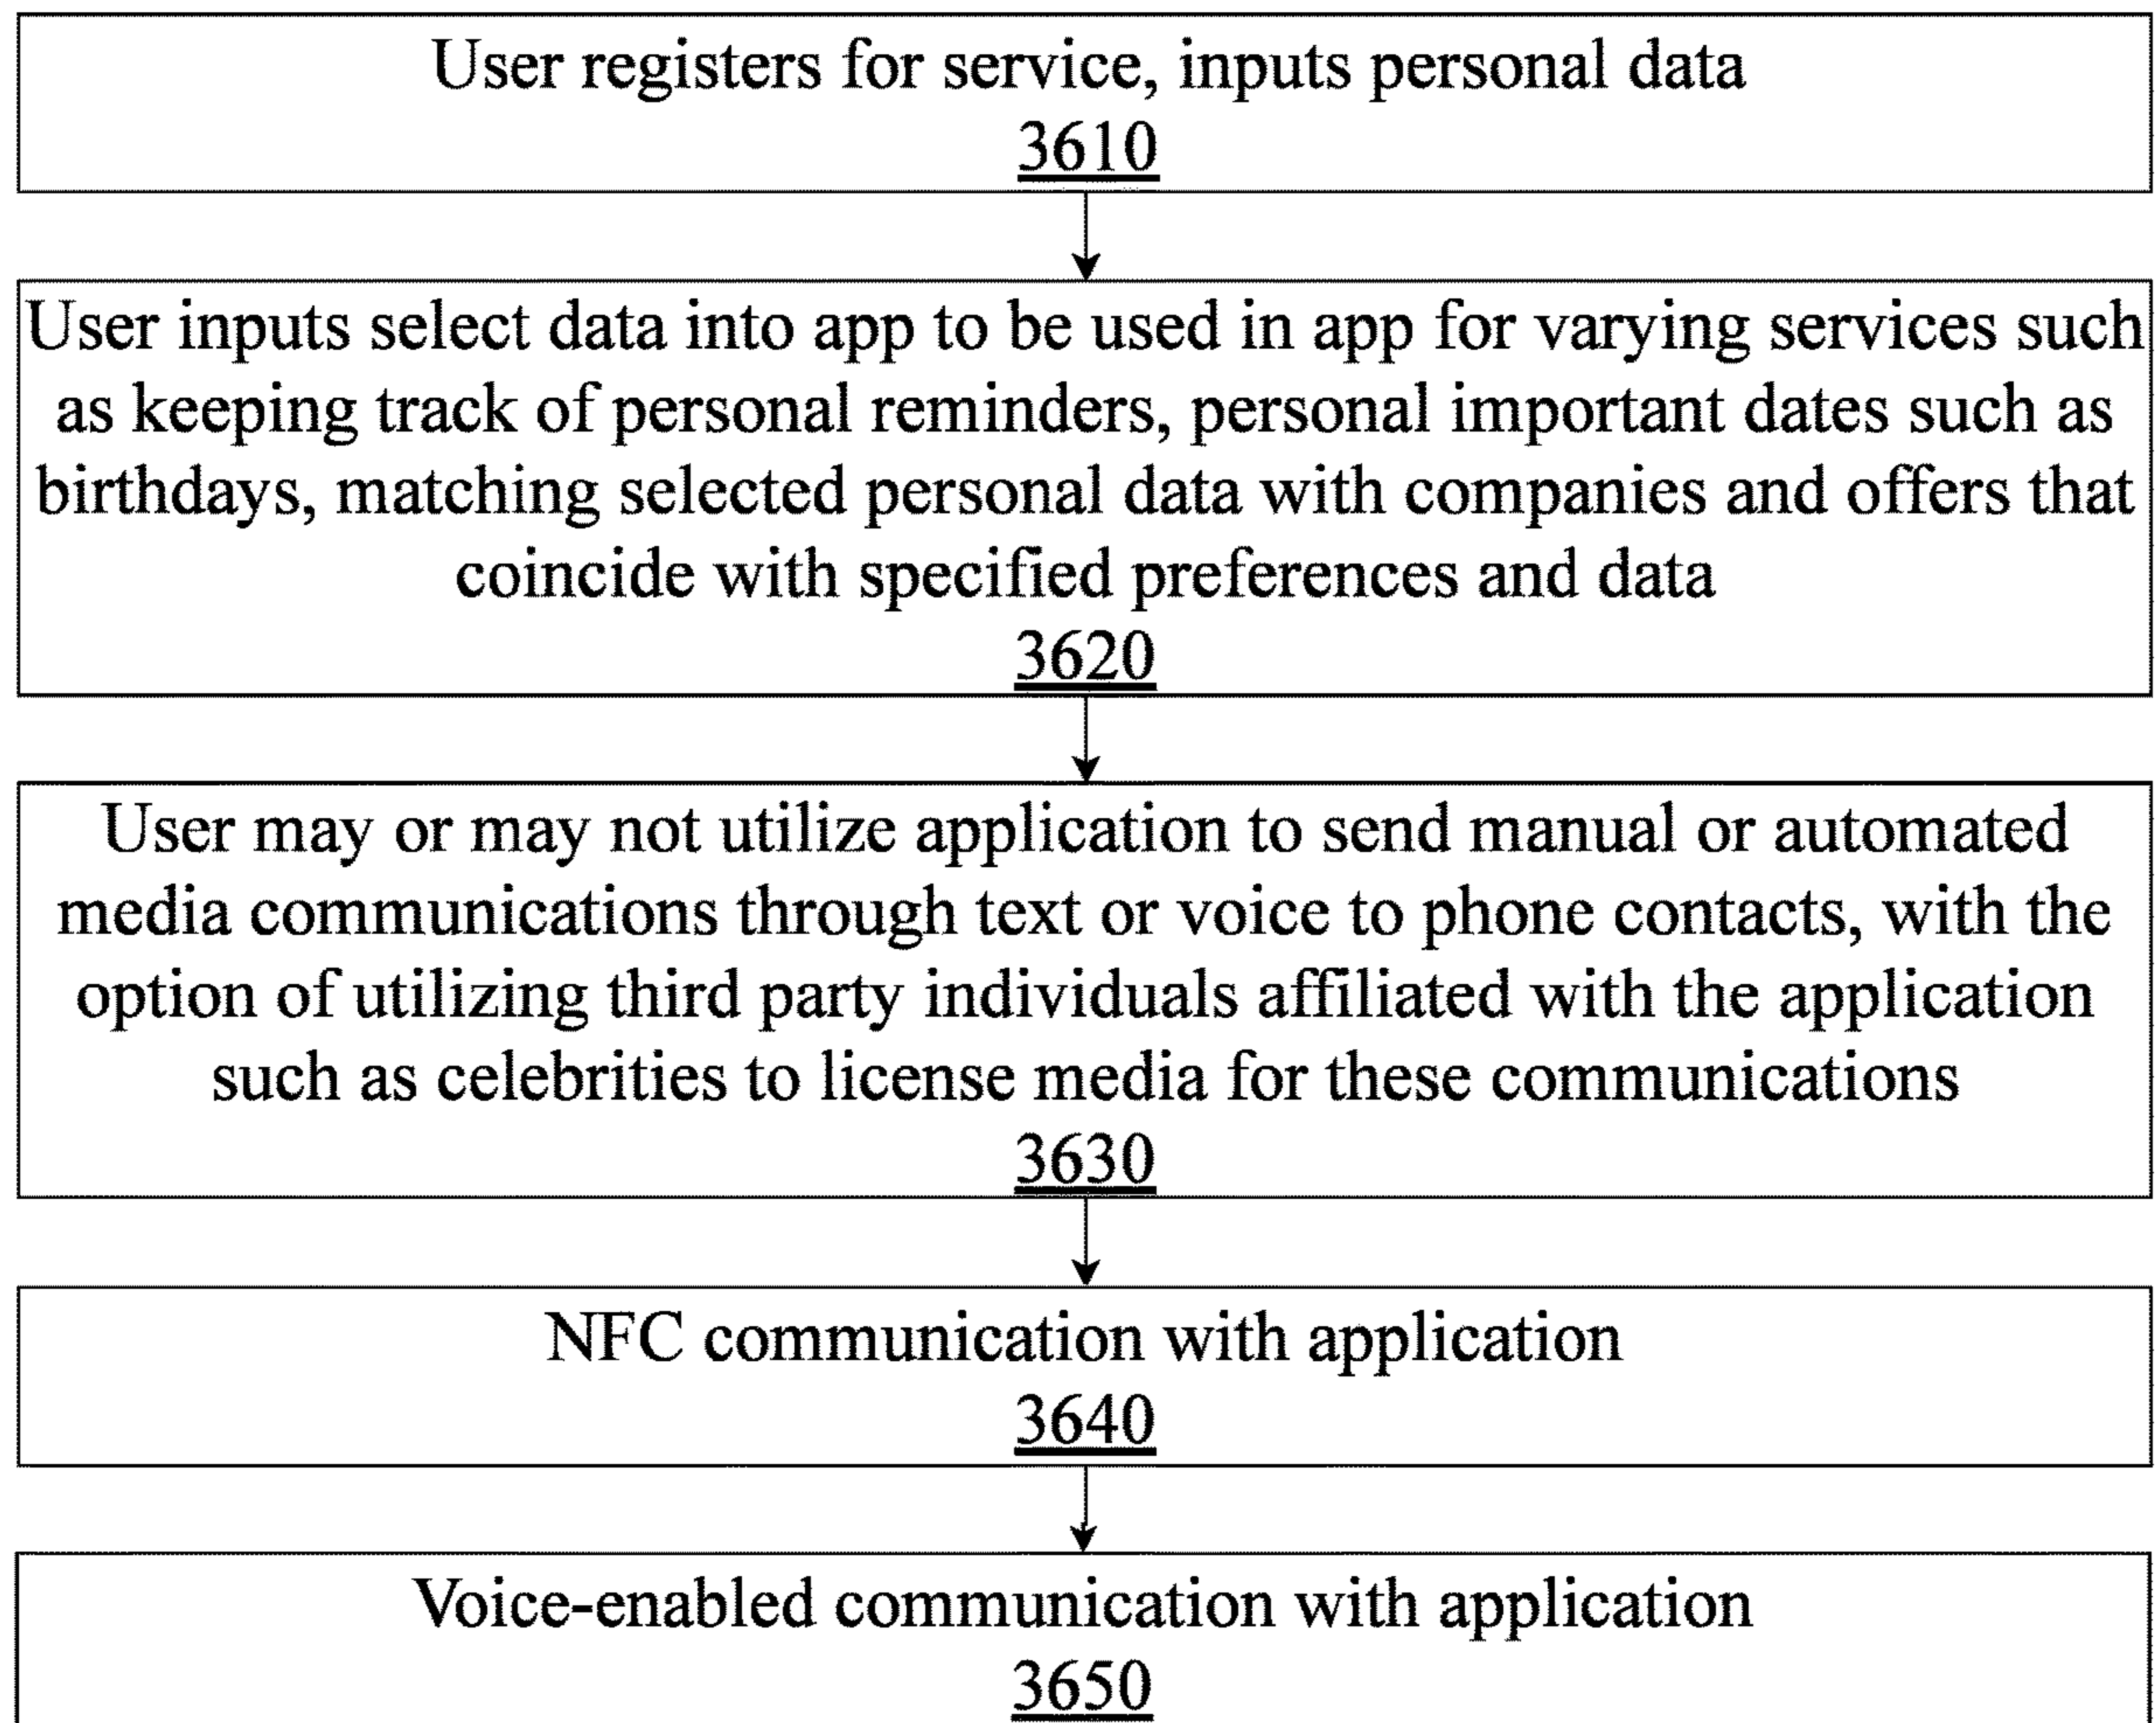 User registers for service, inputs personal data
3610
User inputs select data into app to be used in app for varying services such
as keeping track of personal reminders, personal important dates such as
birthdays, matching selected personal data with companies and offers that
coincide with specified preferences and data
3620
User may or may not utilize application to send manual or automated
media communications through text or voice to phone contacts, with the
option of utilizing third party individuals affiliated with the application
such as celebrities to license media for these communications
3630
NFC communication with application
3640
Voice-enabled communication with application
3650